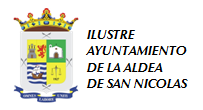 ILUSTRE
AYUNTAMIENTO
DE LA ALDEA
DE SAN NICOLAS